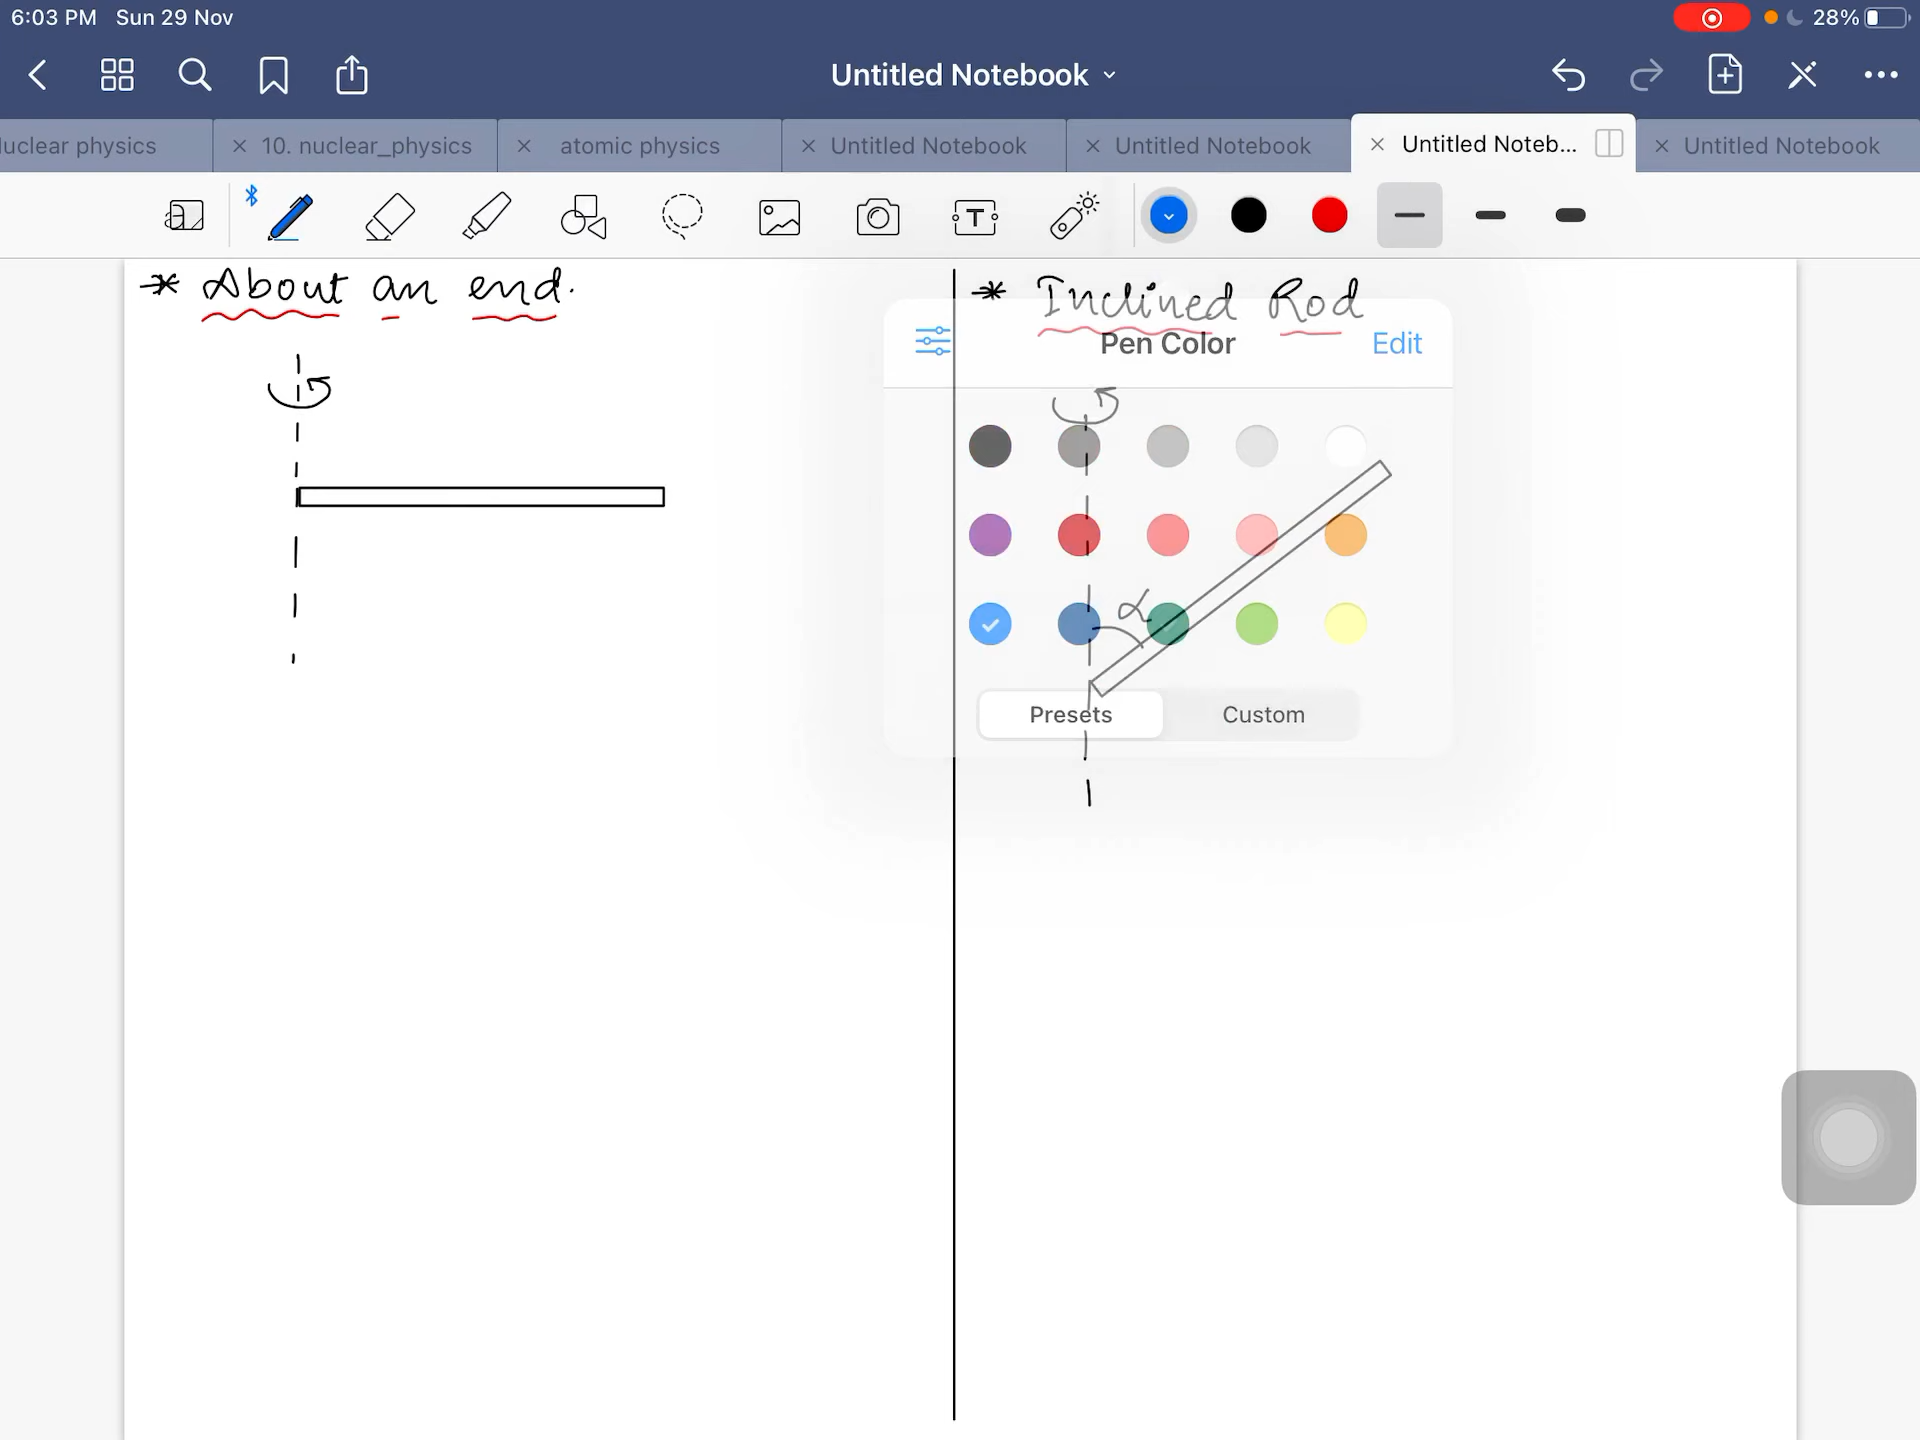 6:03 PM Sun 29 Nov 28%
Untitled Notebook
luclear physics 10. nuclear_physics atomic physics Untitled Notebook Untitled Notebook Untitled Noteb... Untitled Notebook
a T
* About an end.
* Inclined Rod
Pen Color Edit
α
Presets Custom